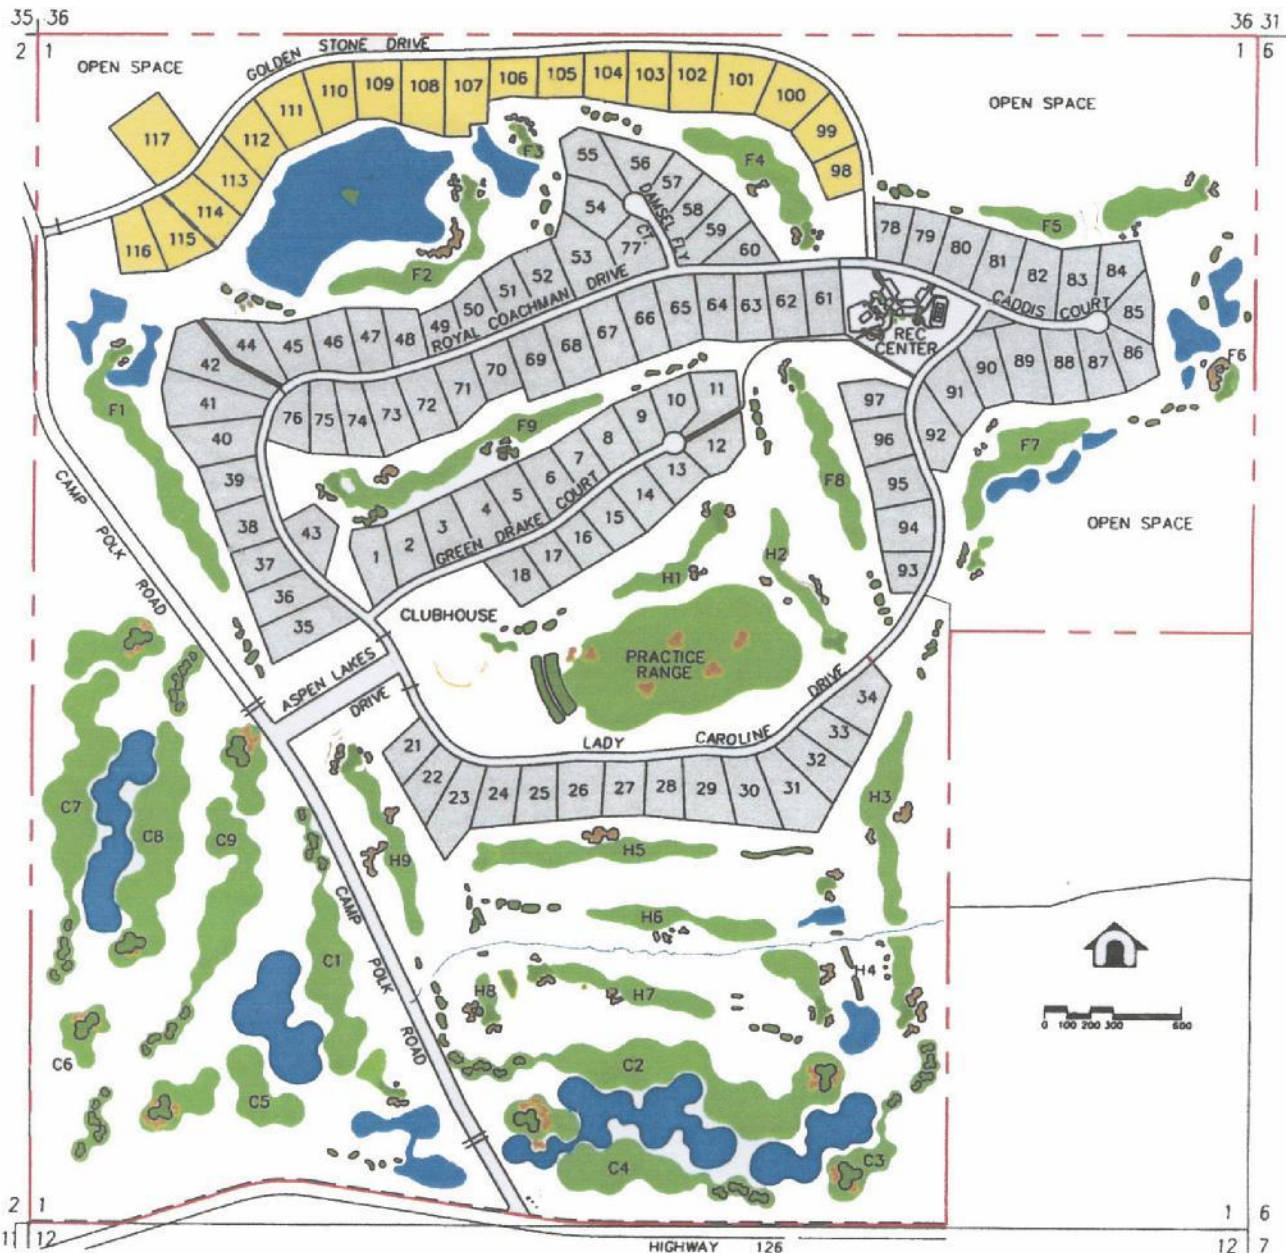 35 36
36 31
2 1
1 6
OPEN SPACE
GOLDEN STONE DRIVE
OPEN SPACE
117
116
115
114
113
112
111
110
109
108
107
106
105
104
103
102
101
100
99
98
F3
F4
F5
F2
55
56
57
58
59
60
54
77
53
52
51
50
49
48
47
46
45
44
42
41
40
39
38
37
36
35
43
DAMSEL FLY CT.
ROYAL COACHMAN DRIVE
78
79
80
81
82
83
84
85
86
87
88
89
90
91
92
CADDIS COURT
REC CENTER
61
62
63
64
65
66
67
68
69
70
71
72
73
74
75
76
F1
F6
F7
F8
F9
97
96
95
94
93
OPEN SPACE
1
2
3
4
5
6
7
8
9
10
11
12
13
14
15
16
17
18
GREEN DRAKE COURT
CAMP POLK ROAD
H1
H2
CLUBHOUSE
PRACTICE RANGE
ASPEN LAKES DRIVE
LADY CAROLINE DRIVE
21
22
23
24
25
26
27
28
29
30
31
32
33
34
C7
C8
C9
H9
H5
H3
H6
CAMP POLK ROAD
C1
H8
H7
H4
C6
C5
C2
C4
C3
0 100 200 300 600
2 1
1 6
11 12
12 7
HIGHWAY 126